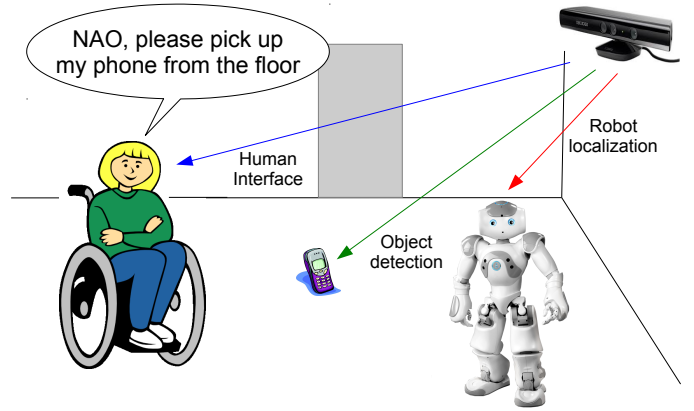 NAO, please pick up
my phone from the floor
Human
Interface
Robot
localization
Object
detection